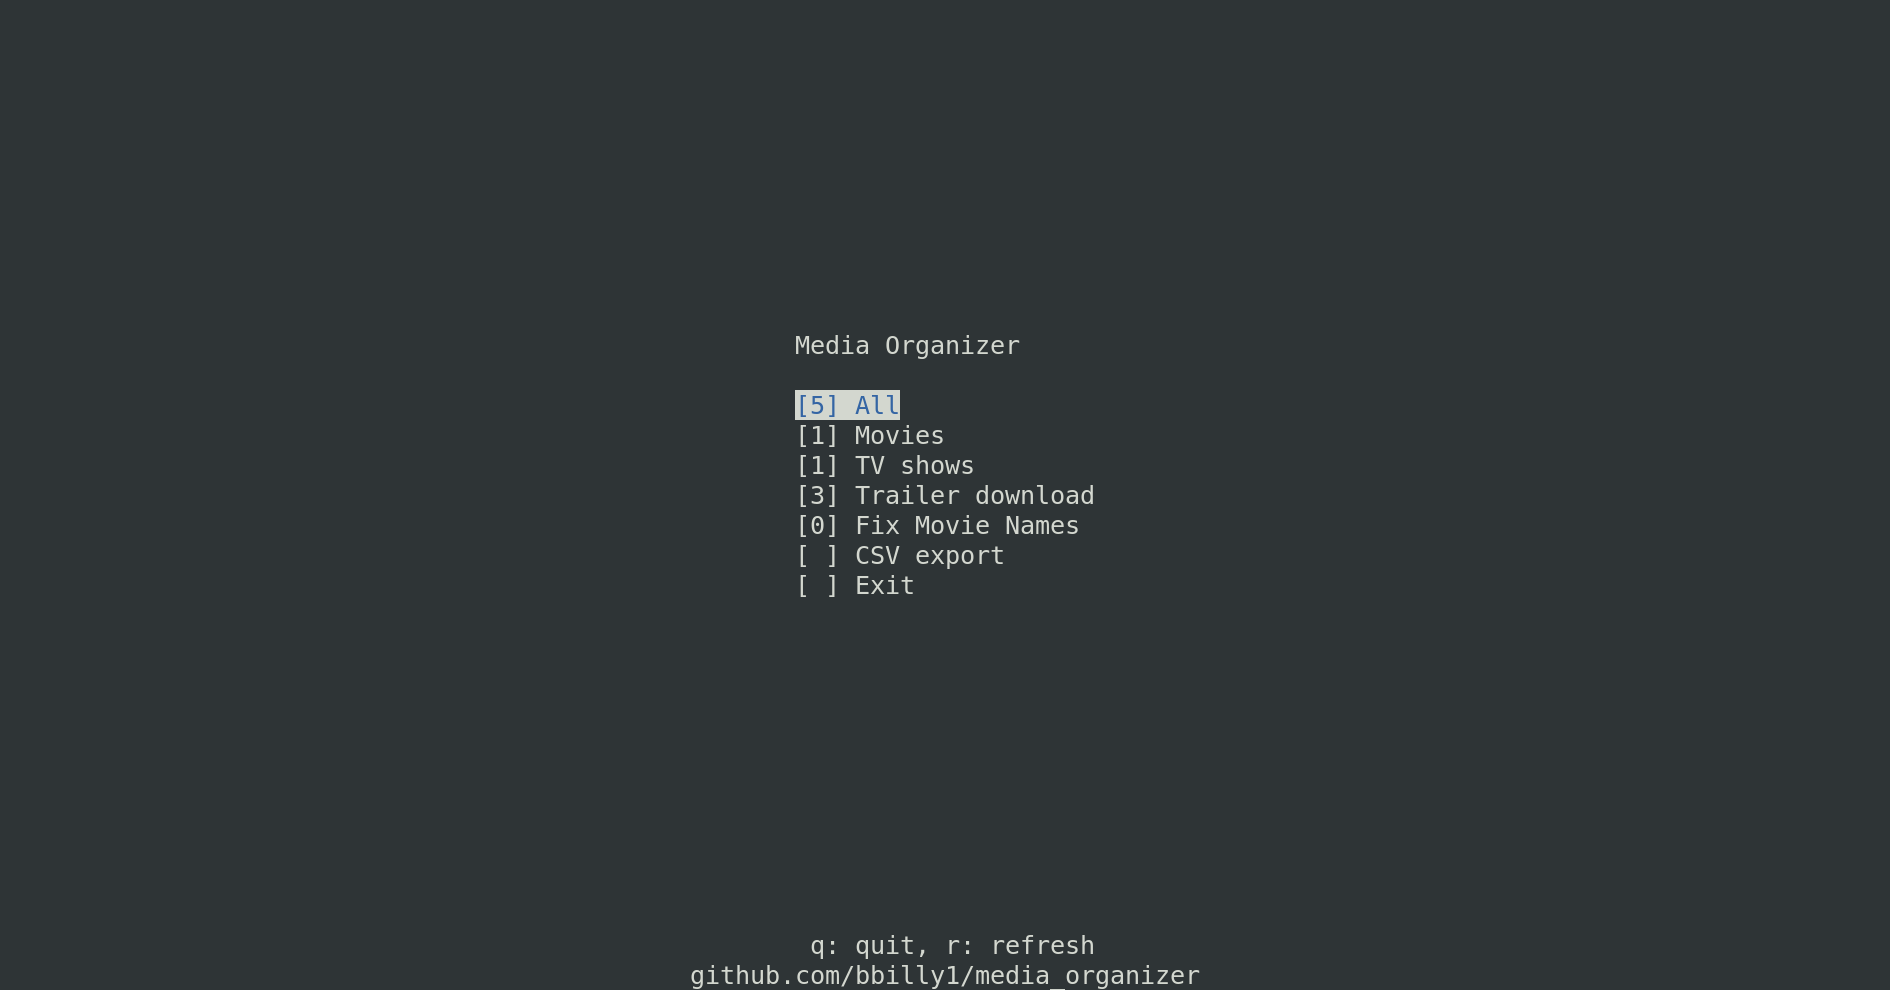 Media Organizer
[5] All
[1] Movies
[1] TV shows
[3] Trailer download
[0] Fix Movie Names
[ ] CSV export
[ ] Exit
q: quit, r: refresh
github.com/bbilly1/media_organizer